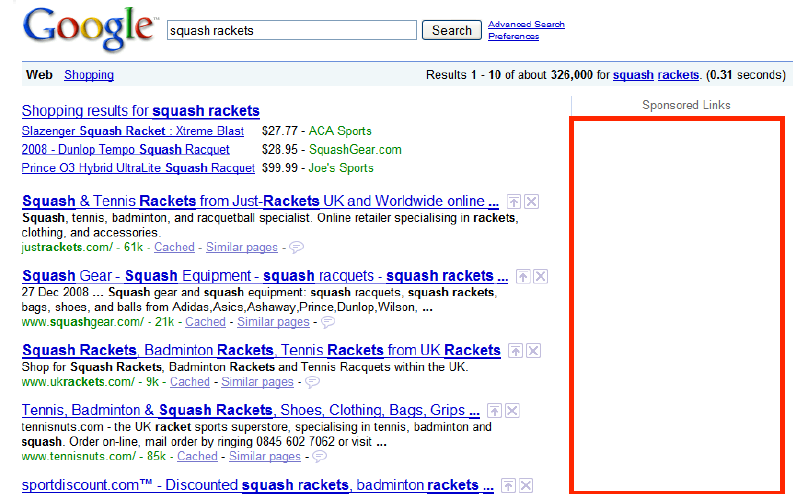 Google™
squash rackets
Search
Advanced Search
Preferences
Web Shopping
Results 1 - 10 of about 326,000 for squash rackets. (0.31 seconds)
Sponsored Links
Shopping results for squash rackets
Slazenger Squash Racket : Xtreme Blast $27.77 - ACA Sports
2008 - Dunlop Tempo Squash Racquet $28.95 - SquashGear.com
Prince O3 Hybrid UltraLite Squash Racquet $99.99 - Joe's Sports
Squash & Tennis Rackets from Just-Rackets UK and Worldwide online ...
Squash, tennis, badminton, and racquetball specialist. Online retailer specialising in rackets,
clothing, and accessories.
justrackets.com/ - 61k - Cached - Similar pages -
Squash Gear - Squash Equipment - squash racquets - squash rackets ...
27 Dec 2008 ... Squash gear and squash equipment: squash racquets, squash rackets,
bags, shoes, and balls from Adidas,Asics,Ashaway,Prince,Dunlop,Wilson, ...
www.squashgear.com/ - 21k - Cached - Similar pages -
Squash Rackets, Badminton Rackets, Tennis Rackets from UK Rackets
Shop for Squash Rackets, Badminton Rackets and Tennis Racquets within the UK.
www.ukrackets.com/ - 9k - Cached - Similar pages -
Tennis, Badminton & Squash Rackets, Shoes, Clothing, Bags, Grips ...
tennisnuts.com - the UK racket sports superstore, specialising in tennis, badminton and
squash. Order on-line, mail order by ringing 0845 602 7062 or visit ...
www.tennisnuts.com/ - 85k - Cached - Similar pages -
sportdiscount.com™ - Discounted squash rackets, badminton rackets ...